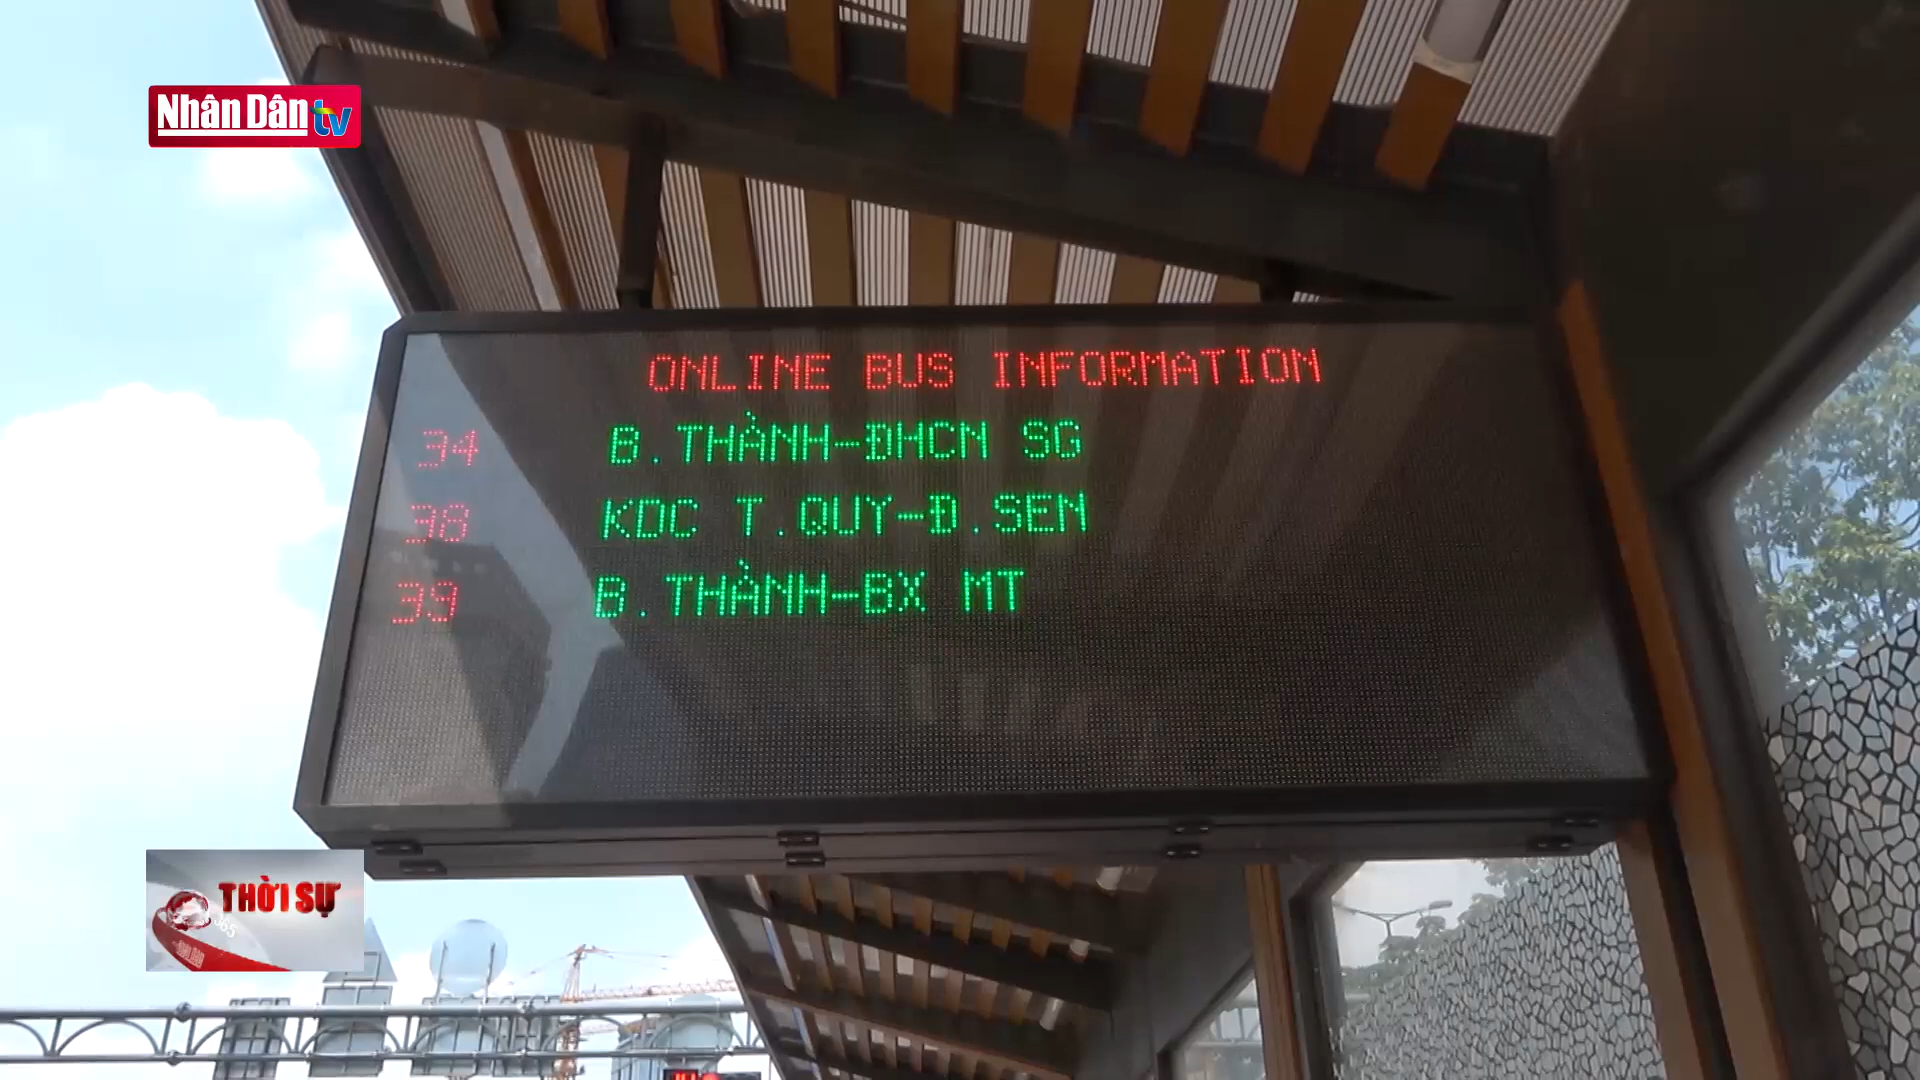 Nhân Dân tv
ONLINE BUS INFORMATION
34 B.THÀNH-ĐHCN SG
38 KDC T.QUY-Đ.SEN
39 B.THÀNH-BX MT
THỜI SỰ
365